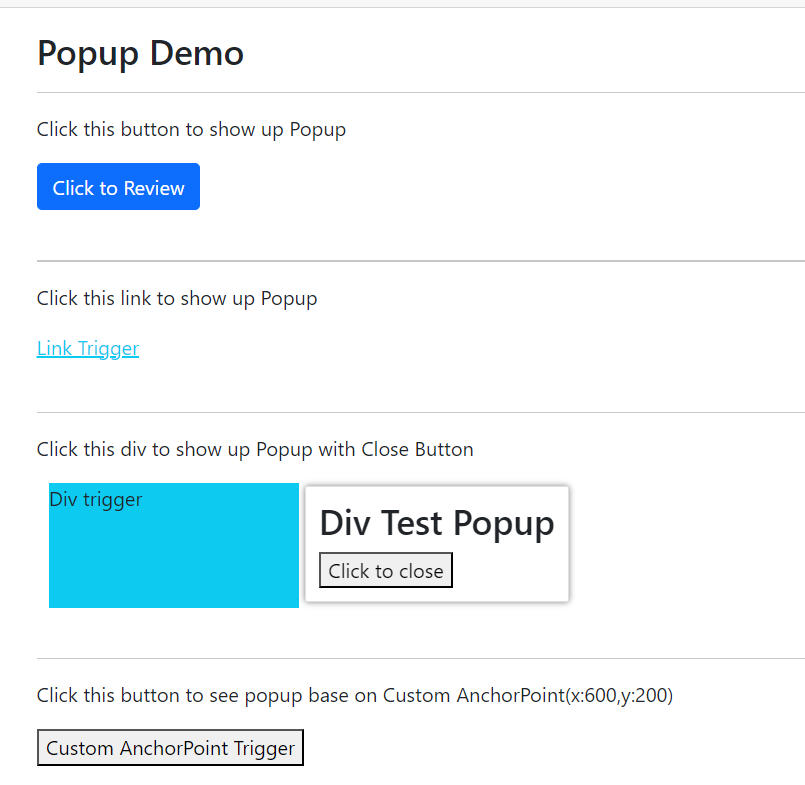 Popup Demo
Click this button to show up Popup
Click to Review
Click this link to show up Popup
Link Trigger
Click this div to show up Popup with Close Button
Div trigger
Div Test Popup
Click to close
Click this button to see popup base on Custom AnchorPoint(x:600,y:200)
Custom AnchorPoint Trigger